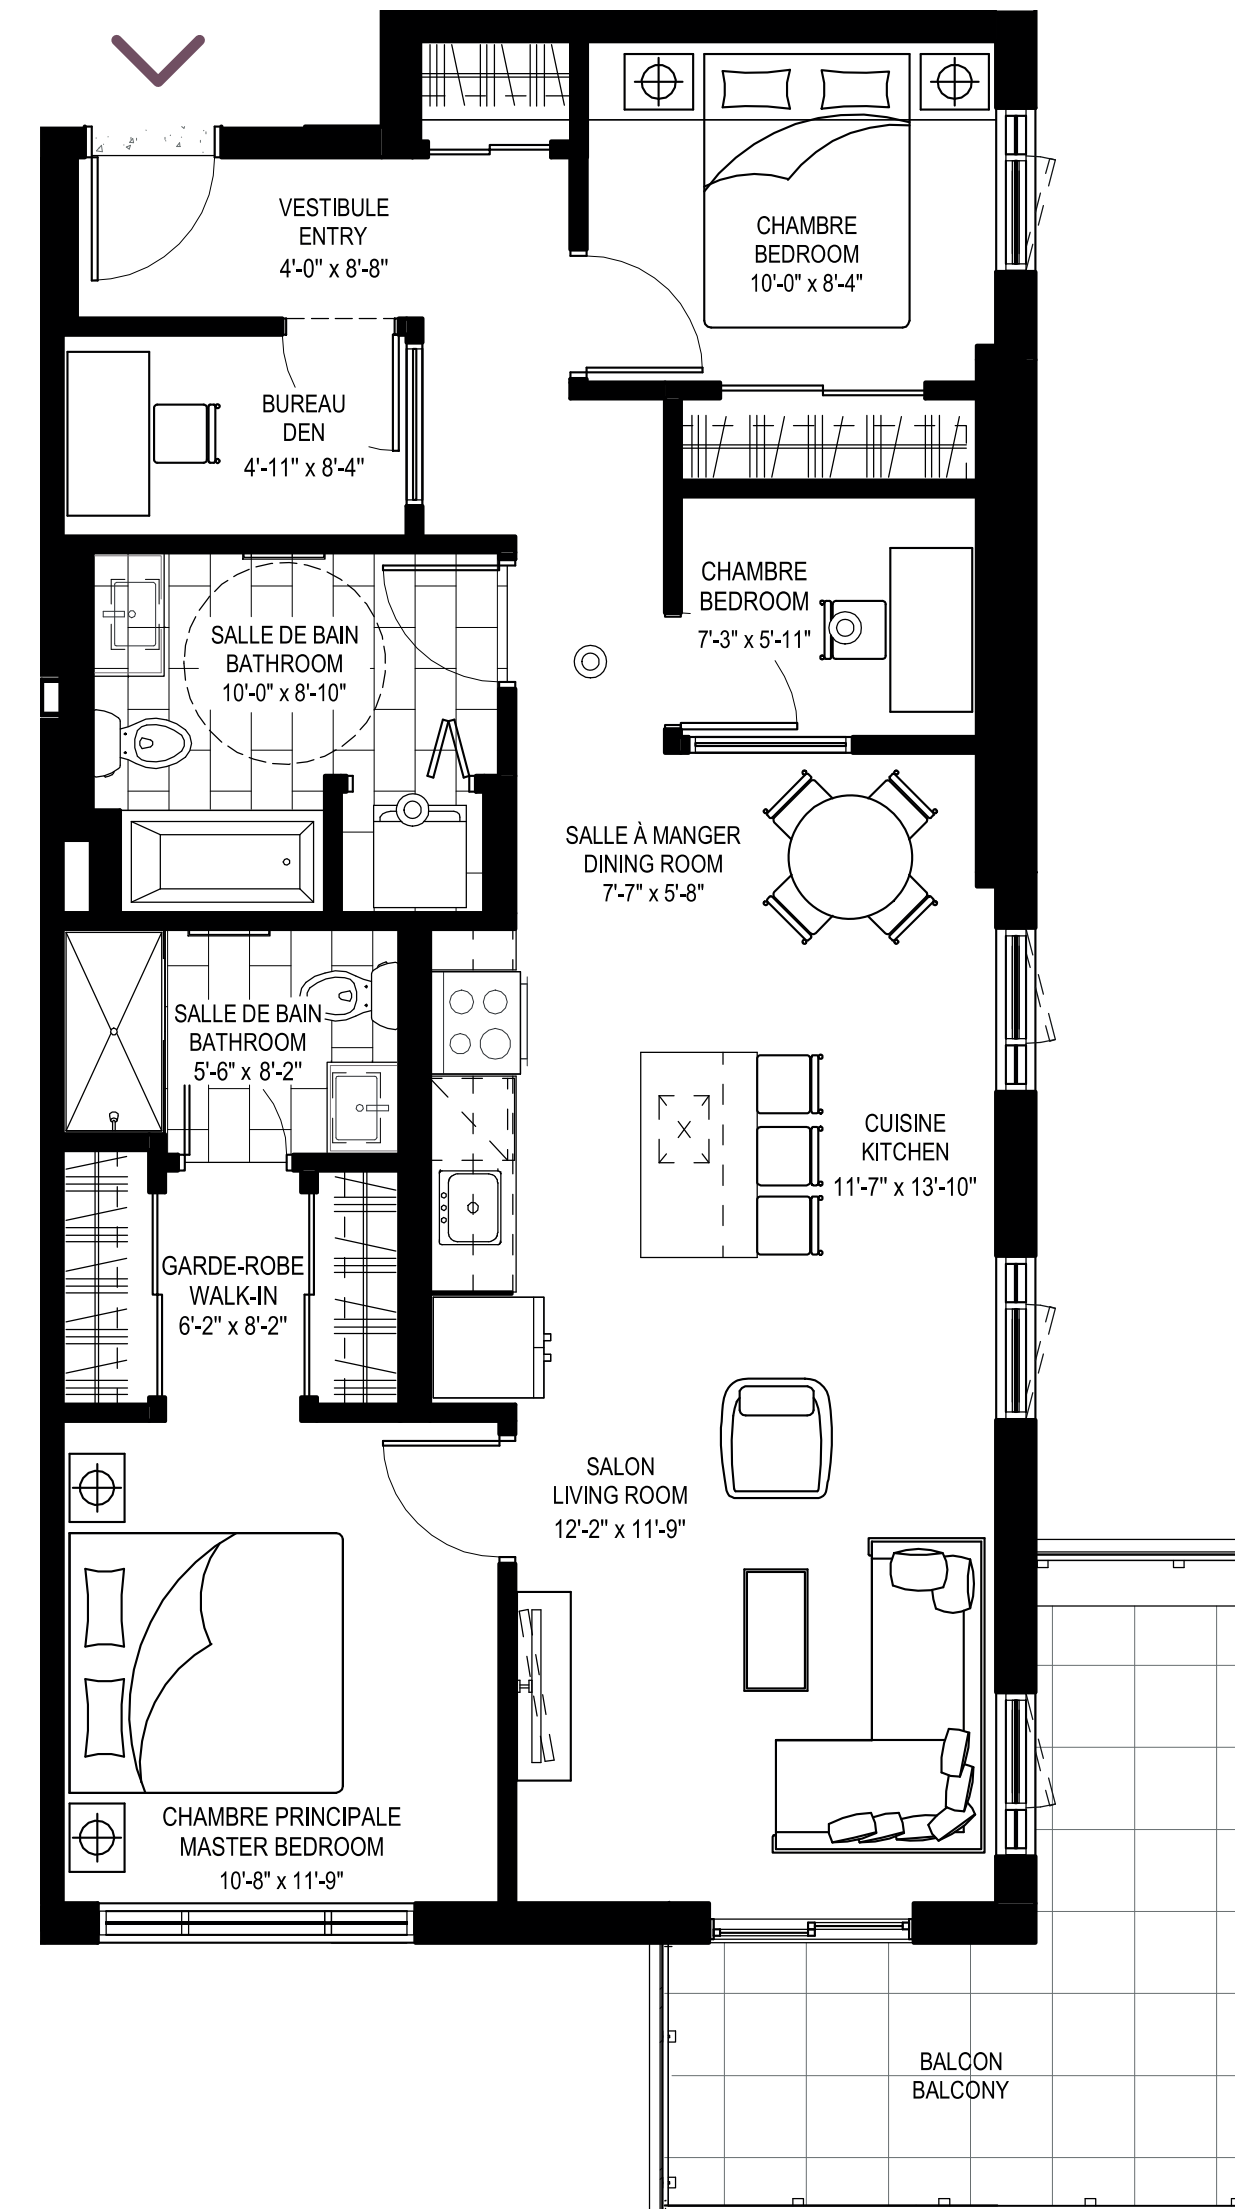 VESTIBULE
ENTRY
4'-0" x 8'-8"
CHAMBRE
BEDROOM
10'-0" x 8'-4"
BUREAU
DEN
4'-11" x 8'-4"
CHAMBRE
BEDROOM
7'-3" x 5'-11"
SALLE DE BAIN
BATHROOM
10'-0" x 8'-10"
SALLE À MANGER
DINING ROOM
7'-7" x 5'-8"
SALLE DE BAIN
BATHROOM
5'-6" x 8'-2"
CUISINE
KITCHEN
11'-7" x 13'-10"
GARDE-ROBE
WALK-IN
6'-2" x 8'-2"
SALON
LIVING ROOM
12'-2" x 11'-9"
CHAMBRE PRINCIPALE
MASTER BEDROOM
10'-8" x 11'-9"
BALCON
BALCONY